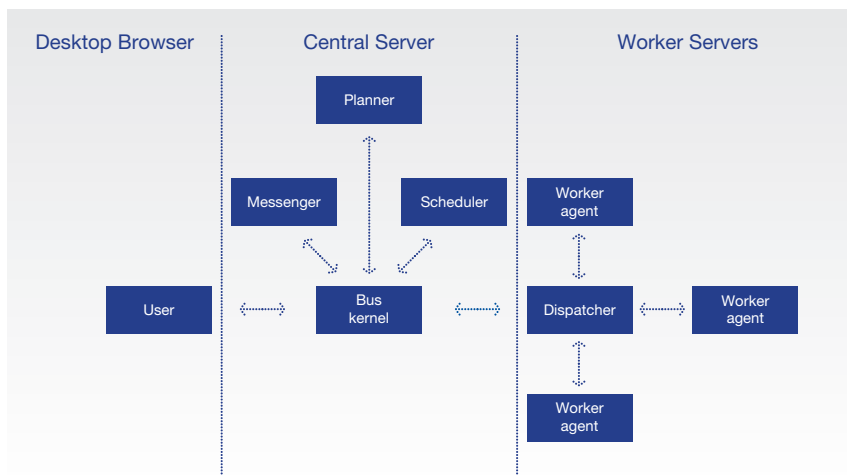 Desktop Browser
Central Server
Worker Servers
Planner
Messenger
Scheduler
Worker
agent
User
Bus
kernel
Dispatcher
Worker
agent
Worker
agent